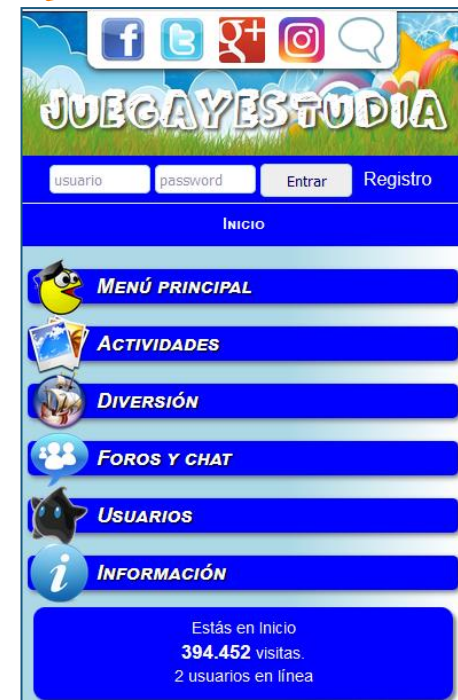 JUEGAYESTUDIA
usuario password Entrar Registro
INICIO
MENÚ PRINCIPAL
ACTIVIDADES
DIVERSIÓN
FOROS Y CHAT
USUARIOS
INFORMACIÓN
Estás en Inicio
394.452 visitas.
2 usuarios en línea